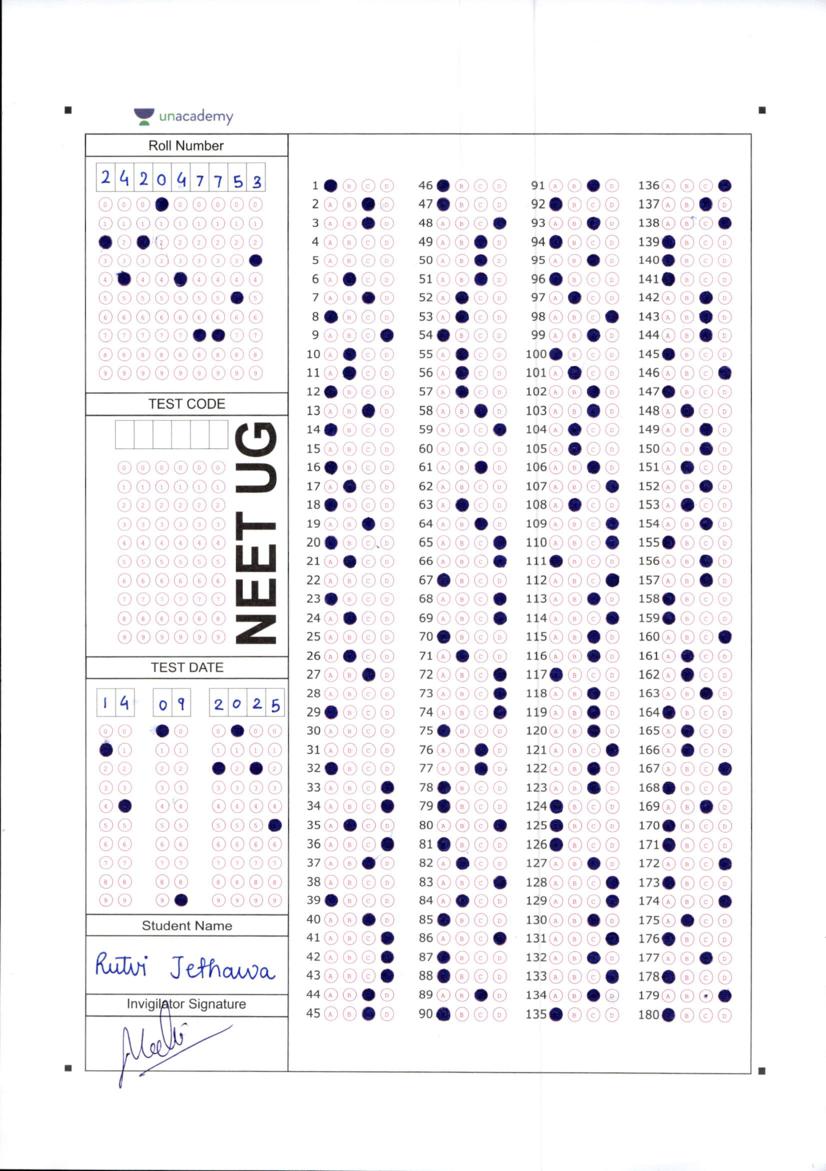 unacademy
Roll Number
2 4 2 0 4 7 7 5 3
TEST CODE
NEET UG
TEST DATE
1 4 0 9 2 0 2 5
Student Name
Rutvi Jethawa
Invigilator Signature
1 A B C D 46 A B C D 91 A B C D 136 A B C D
2 A B C D 47 A B C D 92 A B C D 137 A B C D
3 A B C D 48 A B C D 93 A B C D 138 A B C D
4 A B C D 49 A B C D 94 A B C D 139 A B C D
5 A B C D 50 A B C D 95 A B C D 140 A B C D
6 A B C D 51 A B C D 96 A B C D 141 A B C D
7 A B C D 52 A B C D 97 A B C D 142 A B C D
8 A B C D 53 A B C D 98 A B C D 143 A B C D
9 A B C D 54 A B C D 99 A B C D 144 A B C D
10 A B C D 55 A B C D 100 A B C D 145 A B C D
11 A B C D 56 A B C D 101 A B C D 146 A B C D
12 A B C D 57 A B C D 102 A B C D 147 A B C D
13 A B C D 58 A B C D 103 A B C D 148 A B C D
14 A B C D 59 A B C D 104 A B C D 149 A B C D
15 A B C D 60 A B C D 105 A B C D 150 A B C D
16 A B C D 61 A B C D 106 A B C D 151 A B C D
17 A B C D 62 A B C D 107 A B C D 152 A B C D
18 A B C D 63 A B C D 108 A B C D 153 A B C D
19 A B C D 64 A B C D 109 A B C D 154 A B C D
20 A B C D 65 A B C D 110 A B C D 155 A B C D
21 A B C D 66 A B C D 111 A B C D 156 A B C D
22 A B C D 67 A B C D 112 A B C D 157 A B C D
23 A B C D 68 A B C D 113 A B C D 158 A B C D
24 A B C D 69 A B C D 114 A B C D 159 A B C D
25 A B C D 70 A B C D 115 A B C D 160 A B C D
26 A B C D 71 A B C D 116 A B C D 161 A B C D
27 A B C D 72 A B C D 117 A B C D 162 A B C D
28 A B C D 73 A B C D 118 A B C D 163 A B C D
29 A B C D 74 A B C D 119 A B C D 164 A B C D
30 A B C D 75 A B C D 120 A B C D 165 A B C D
31 A B C D 76 A B C D 121 A B C D 166 A B C D
32 A B C D 77 A B C D 122 A B C D 167 A B C D
33 A B C D 78 A B C D 123 A B C D 168 A B C D
34 A B C D 79 A B C D 124 A B C D 169 A B C D
35 A B C D 80 A B C D 125 A B C D 170 A B C D
36 A B C D 81 A B C D 126 A B C D 171 A B C D
37 A B C D 82 A B C D 127 A B C D 172 A B C D
38 A B C D 83 A B C D 128 A B C D 173 A B C D
39 A B C D 84 A B C D 129 A B C D 174 A B C D
40 A B C D 85 A B C D 130 A B C D 175 A B C D
41 A B C D 86 A B C D 131 A B C D 176 A B C D
42 A B C D 87 A B C D 132 A B C D 177 A B C D
43 A B C D 88 A B C D 133 A B C D 178 A B C D
44 A B C D 89 A B C D 134 A B C D 179 A B C D
45 A B C D 90 A B C D 135 A B C D 180 A B C D